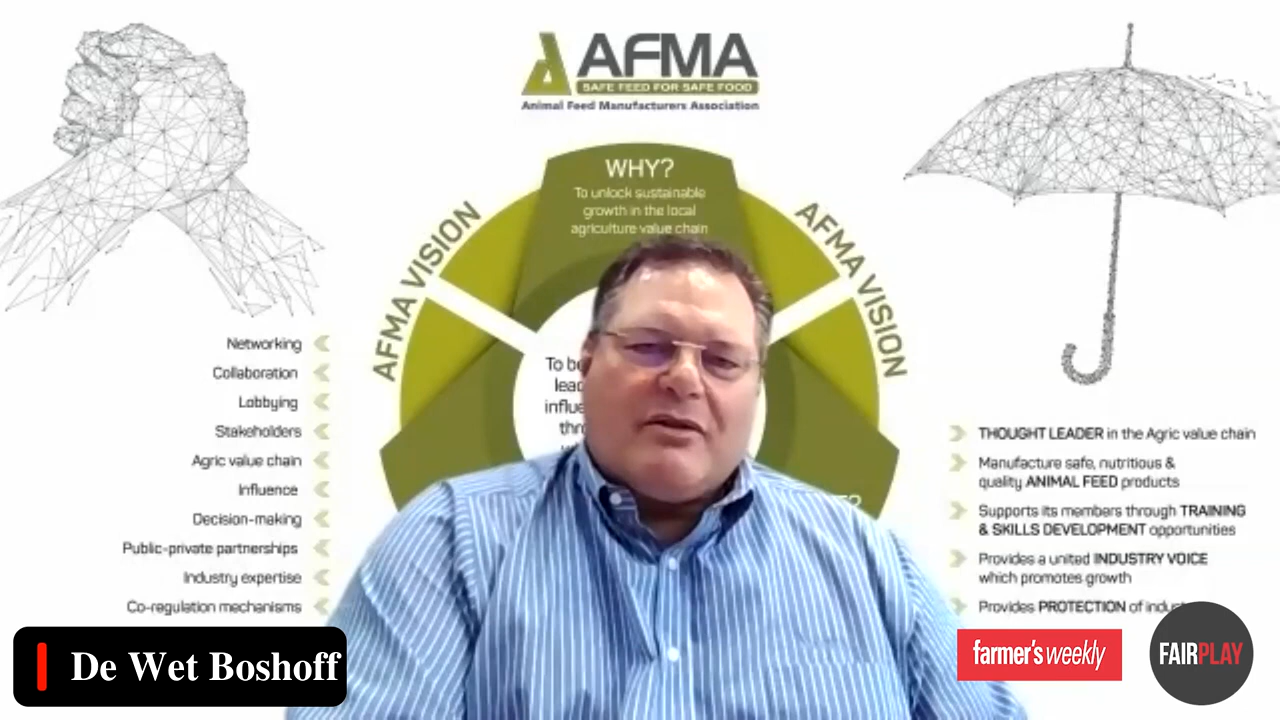 AFMA
SAFE FEED FOR SAFE FOOD
Animal Feed Manufacturers Association
WHY?
To unlock sustainable
growth in the local
agriculture value chain
AFMA VISION
AFMA VISION
To be
Networking
Collaboration
Lobbying
Stakeholders
Agric value chain
Influence
Decision-making
Public-private partnerships
Industry expertise
Co-regulation mechanisms
THOUGHT LEADER in the Agric value chain
Manufacture safe, nutritious &
quality ANIMAL FEED products
Supports its members through TRAINING
& SKILLS DEVELOPMENT opportunities
Provides a united INDUSTRY VOICE
which promotes growth
Provides PROTECTION of
De Wet Boshoff
farmer's weekly
FAIRPLAY